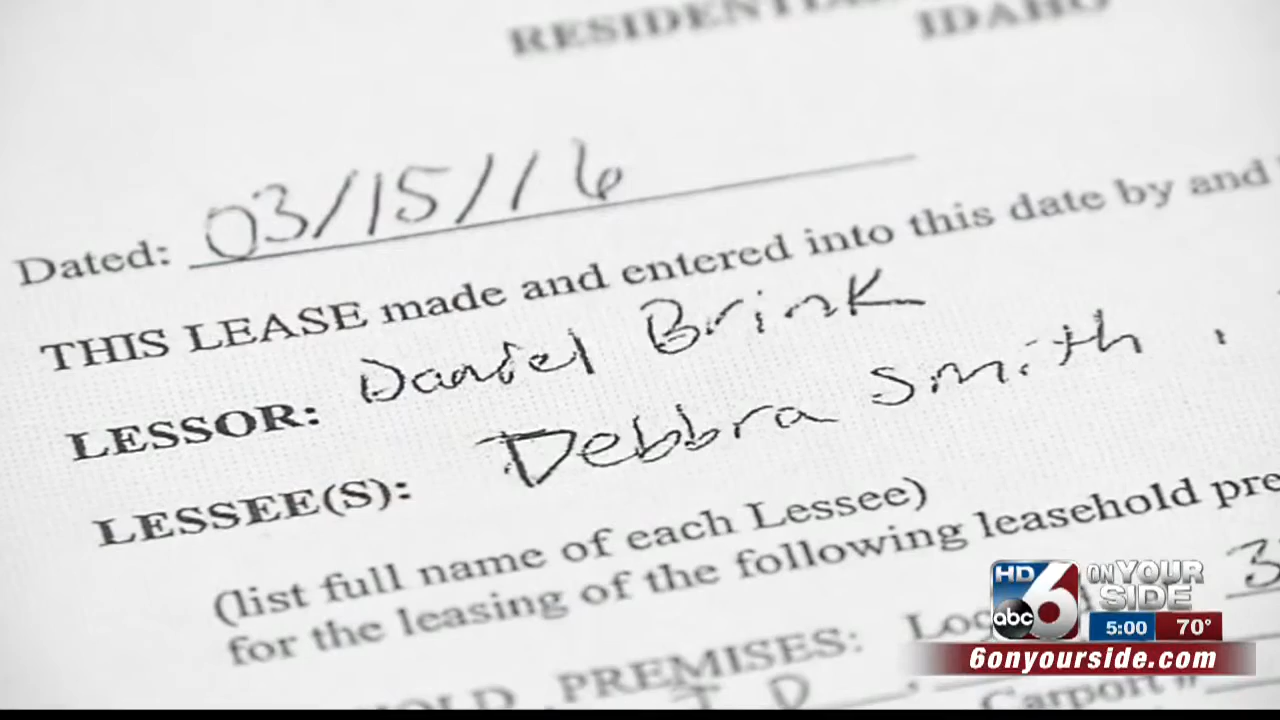 RESIDENTI
IDAHO
Dated: 03/15/16
THIS LEASE made and entered into this date by and
LESSOR: Daniel Brink
LESSEE(S): Debbra Smith,
(list full name of each Lessee)
for the leasing of the following leasehold pre
HOLD PREMISES:
Carport #
HD
abc 6
ON YOUR
SIDE
5:00 70°
6onyourside.com